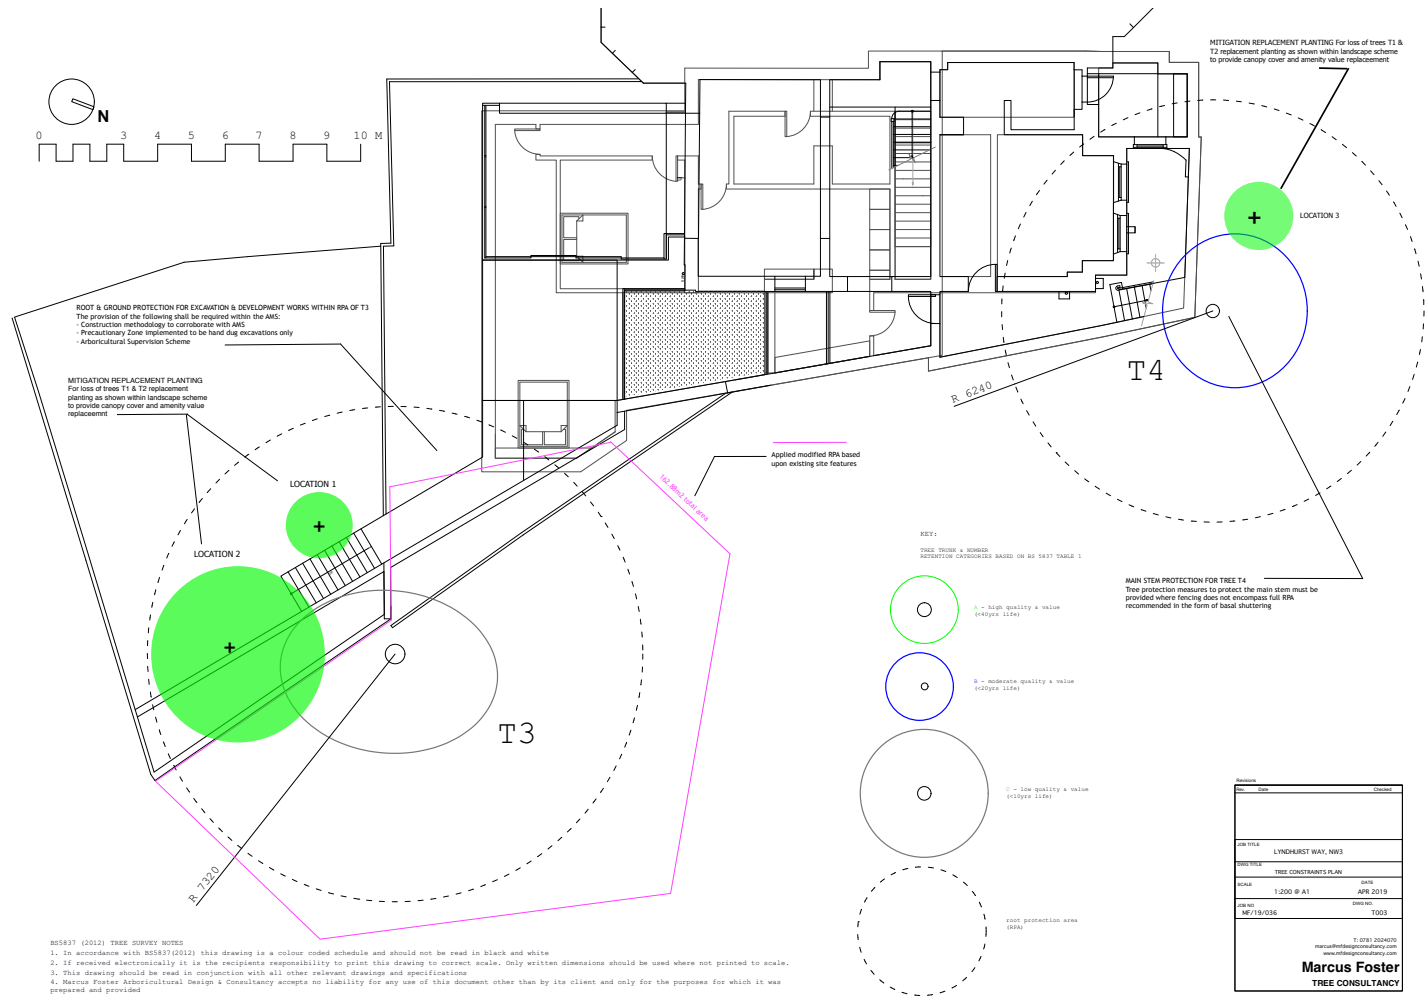 MITIGATION REPLACEMENT PLANTING For loss of trees T1 &
T2 replacement planting as shown within landscape scheme
to provide canopy cover and amenity value replaceement
N
0 3 4 5 6 7 8 9 10 M
LOCATION 3
ROOT & GROUND PROTECTION FOR EXCAVATION & DEVELOPMENT WORKS WITHIN RPA OF T3
The provision of the following shall be required within the AMS:
- Construction methodology to corroborate with AMS
- Precautionary Zone implemented to be hand dug excavations only
- Arboricultural Supervision Scheme
MITIGATION REPLACEMENT PLANTING
For loss of trees T1 & T2 replacement
planting as shown within landscape scheme
to provide canopy cover and amenity value
replaceemnt
T4
R 6240
Applied modified RPA based
upon existing site features
162.88m2 total area
LOCATION 1
LOCATION 2
KEY:
TREE TRUNK & NUMBER
RETENTION CATEGORIES BASED ON BS 5837 TABLE 1
A - high quality & value
(<40yrs life)
B - moderate quality & value
(<20yrs life)
C - low quality & value
(<10yrs life)
root protection area
(RPA)
MAIN STEM PROTECTION FOR TREE T4
Tree protection measures to protect the main stem must be
provided where fencing does not encompass full RPA
recommended in the form of basal shuttering
T3
R 7320
Revisions
Rev. Date Checked
JOB TITLE
LYNDHURST WAY, NW3
DWG TITLE
TREE CONSTRAINTS PLAN
SCALE DATE
1:200 @ A1 APR 2019
JOB NO DWG NO.
MF/19/036 T003
T: 0781 2024070
marcus@mfdesignconsultancy.com
www.mfdesignconsultancy.com
Marcus Foster
TREE CONSULTANCY
BS5837 (2012) TREE SURVEY NOTES
1. In accordance with BS5837(2012) this drawing is a colour coded schedule and should not be read in black and white
2. If received electronically it is the recipients responsibility to print this drawing to correct scale. Only written dimensions should be used where not printed to scale.
3. This drawing should be read in conjunction with all other relevant drawings and specifications
4. Marcus Foster Arboricultural Design & Consultancy accepts no liability for any use of this document other than by its client and only for the purposes for which it was
prepared and provided